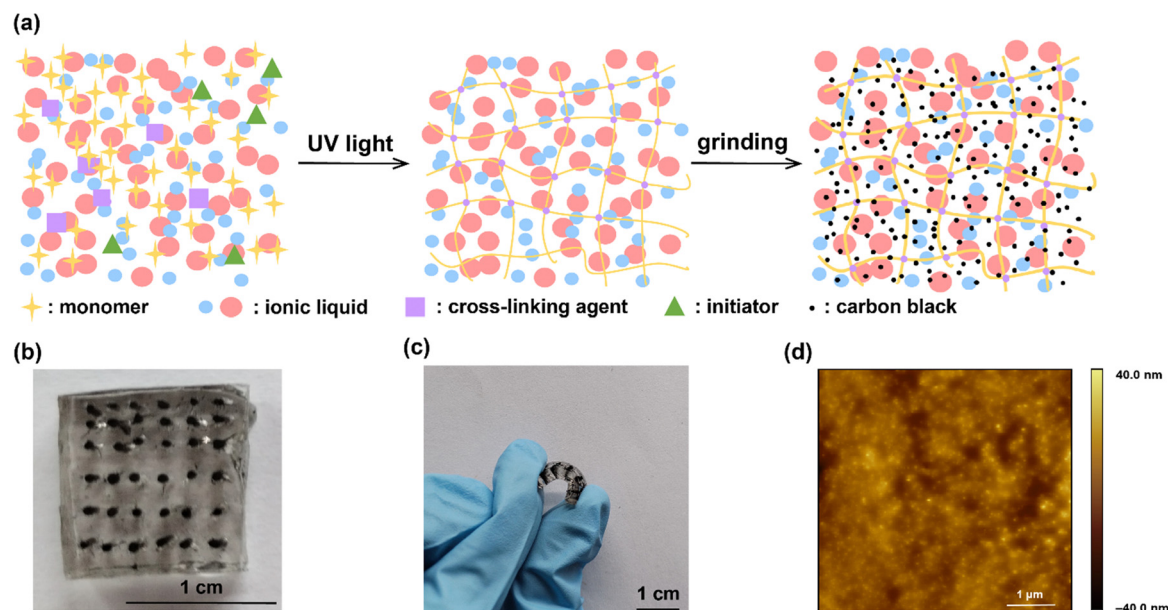 (a)
UV light
grinding
: monomer
: ionic liquid
: cross-linking agent
: initiator
: carbon black
(b)
(c)
(d)
40.0 nm
1 cm
1 cm
1 µm
–40.0 nm